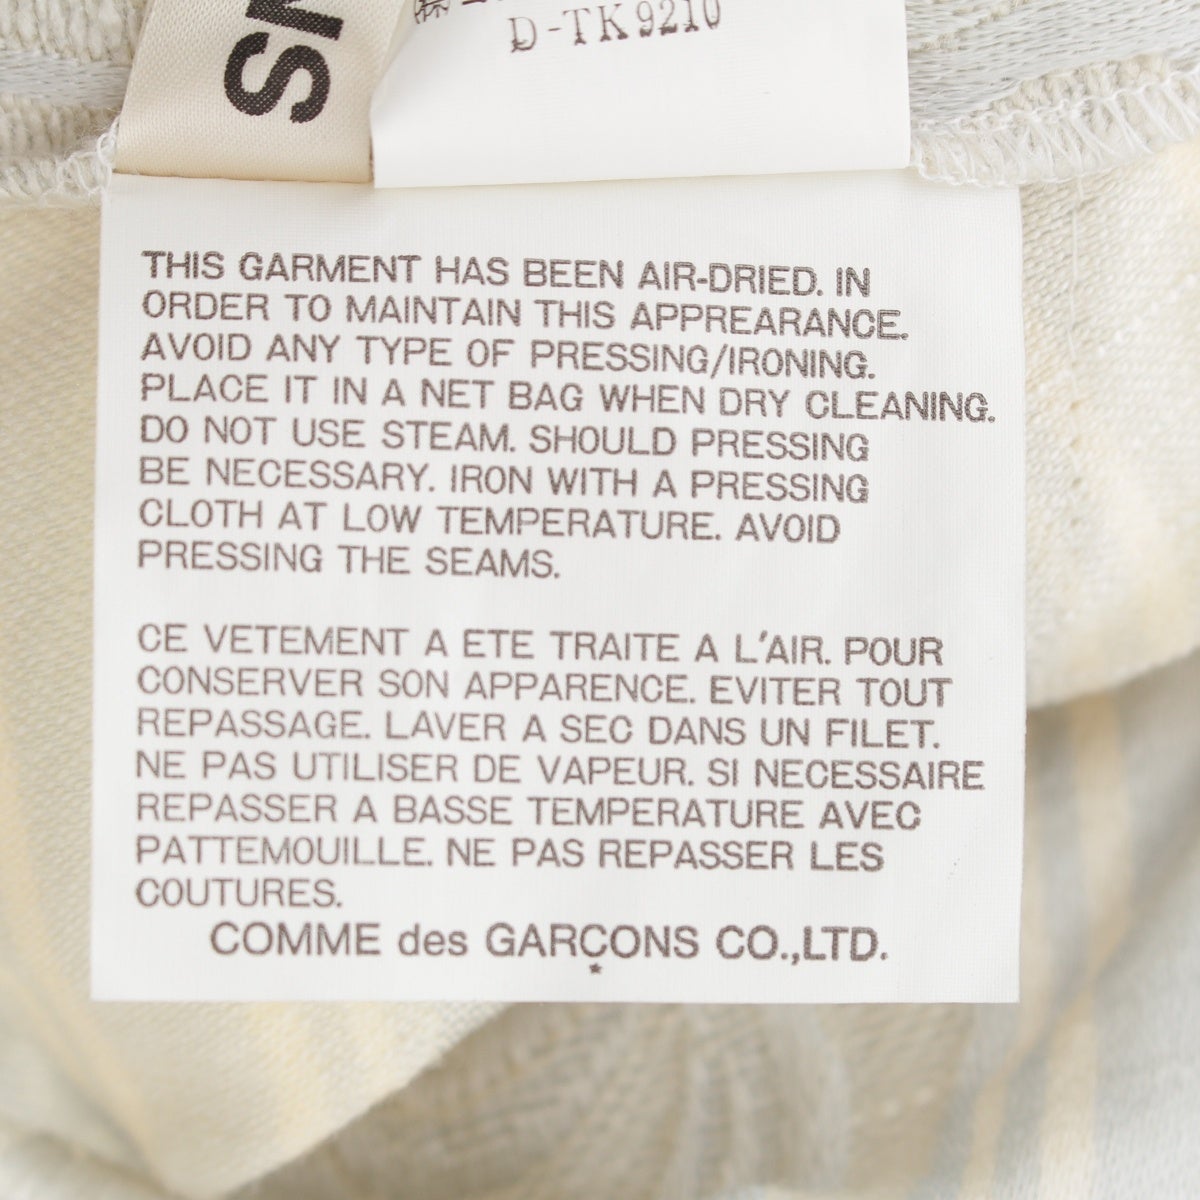 SM
D-TK9210
THIS GARMENT HAS BEEN AIR-DRIED. IN
ORDER TO MAINTAIN THIS APPREARANCE.
AVOID ANY TYPE OF PRESSING/IRONING.
PLACE IT IN A NET BAG WHEN DRY CLEANING.
DO NOT USE STEAM. SHOULD PRESSING
BE NECESSARY. IRON WITH A PRESSING
CLOTH AT LOW TEMPERATURE. AVOID
PRESSING THE SEAMS.
CE VETEMENT A ETE TRAITE A L'AIR. POUR
CONSERVER SON APPARENCE. EVITER TOUT
REPASSAGE. LAVER A SEC DANS UN FILET.
NE PAS UTILISER DE VAPEUR. SI NECESSAIRE
REPASSER A BASSE TEMPERATURE AVEC
PATTEMOUILLE. NE PAS REPASSER LES
COUTURES.
COMME des GARÇONS CO.,LTD.